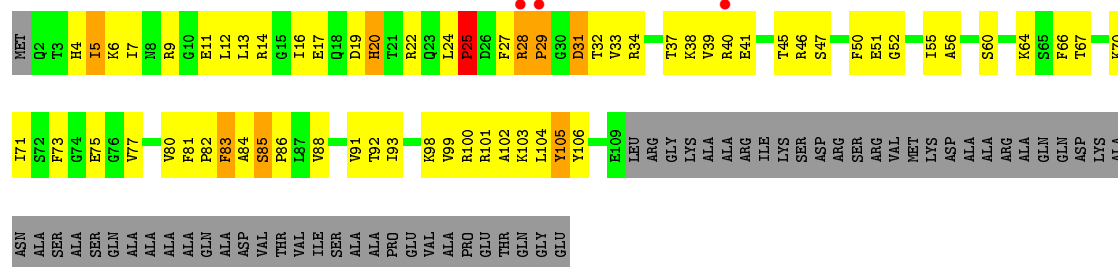 MET Q2 T3 H4 I5 K6 I7 N8 R9 G10 E11 L12 L13 R14 G15 I16 E17 Q18 D19 H20 T21 R22 Q23 L24 P25 D26 F27 R28 P29 G30 D31 T32 V33 R34 T37 K38 V39 R40 E41 T45 R46 S47 F50 E51 G52 I55 A56 S60 K64 S65 F66 T67 K70
I71 S72 F73 G74 E75 G76 V77 V80 F81 P82 F83 A84 S85 P86 L87 V88 V91 T92 I93 K98 V99 R100 R101 A102 K103 L104 Y105 Y106 E109 LEU ARG GLY LYS ALA ALA ARG ILE LYS SER ASP ARG SER ARG VAL MET LYS ASP ALA ALA ARG ALA GLN GLN ASP LYS ALA
ASN ALA SER ALA SER GLN ALA ALA ALA ALA GLN ALA ASP VAL THR VAL ILE SER ALA ALA PRO GLU VAL ALA PRO GLU THR GLN GLY GLU